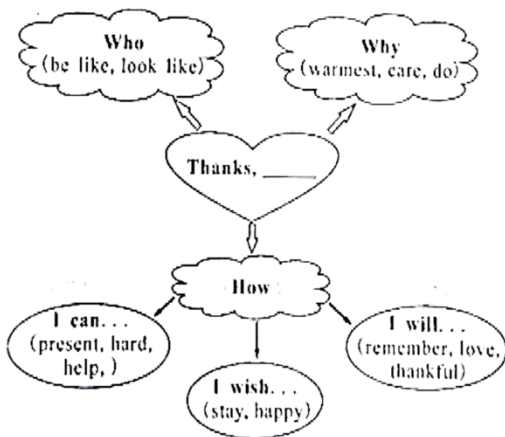 Who
(be like, look like)
Why
(warmest, care, do)
Thanks, ______
How
I can...
(present, hard,
help, )
I wish...
(stay, happy)
I will...
(remember, love,
thankful)